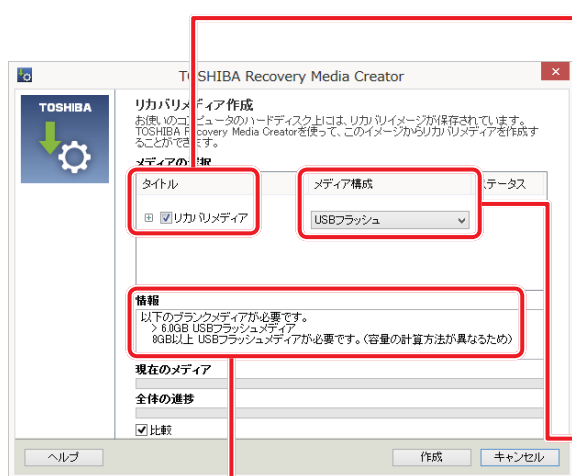 TOSHIBA Recovery Media Creator
TOSHIBA
リカバリメディア作成
お使いのコンピュータのハードディスク上には、リカバリイメージが保存されています。
TOSHIBA Recovery Media Creatorを使って、このイメージからリカバリメディアを作成す
ることができます。
メディアの選択
タイトル メディア構成 ステータス
リカバリメディア USBフラッシュ
情報
以下のブランクメディアが必要です。
> 6.0GB USBフラッシュメディア
8GB以上 USBフラッシュメディアが必要です。(容量の計算方法が異なるため)
現在のメディア
全体の進捗
比較
ヘルプ 作成 キャンセル